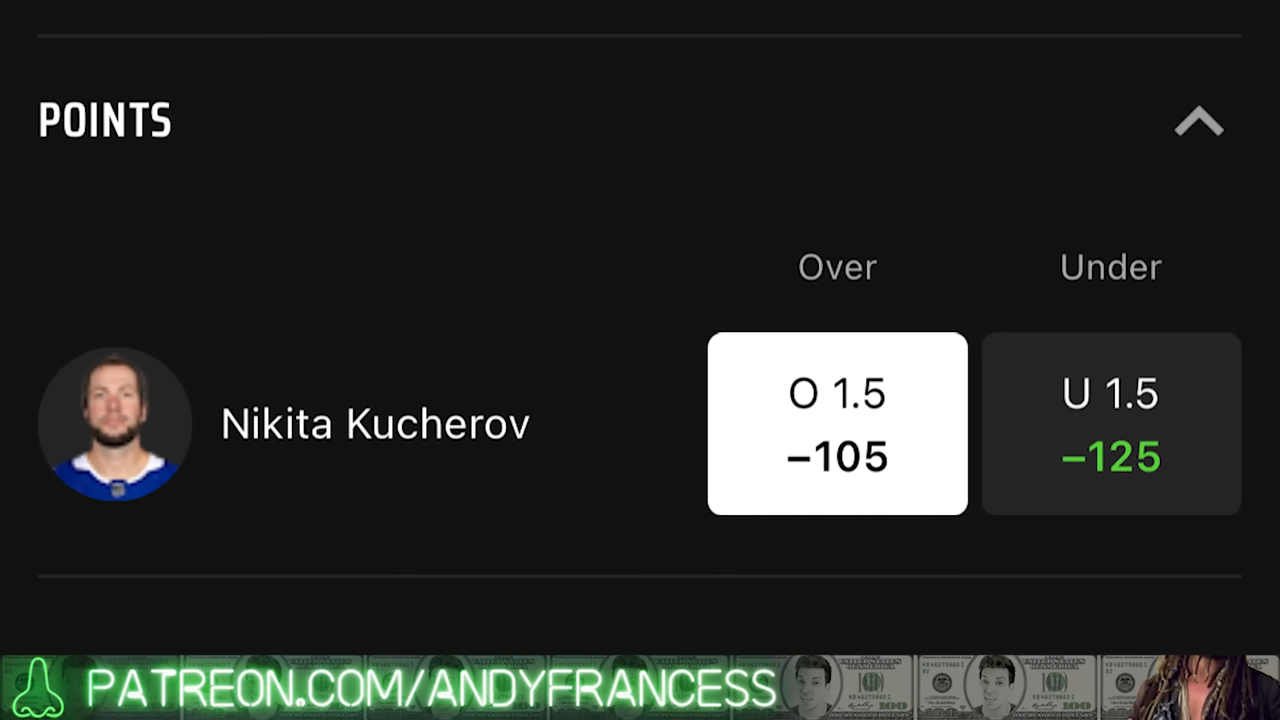 POINTS
Over Under
Nikita Kucherov
O 1.5 U 1.5
−105 −125
PATREON.COM/ANDYFRANCESS